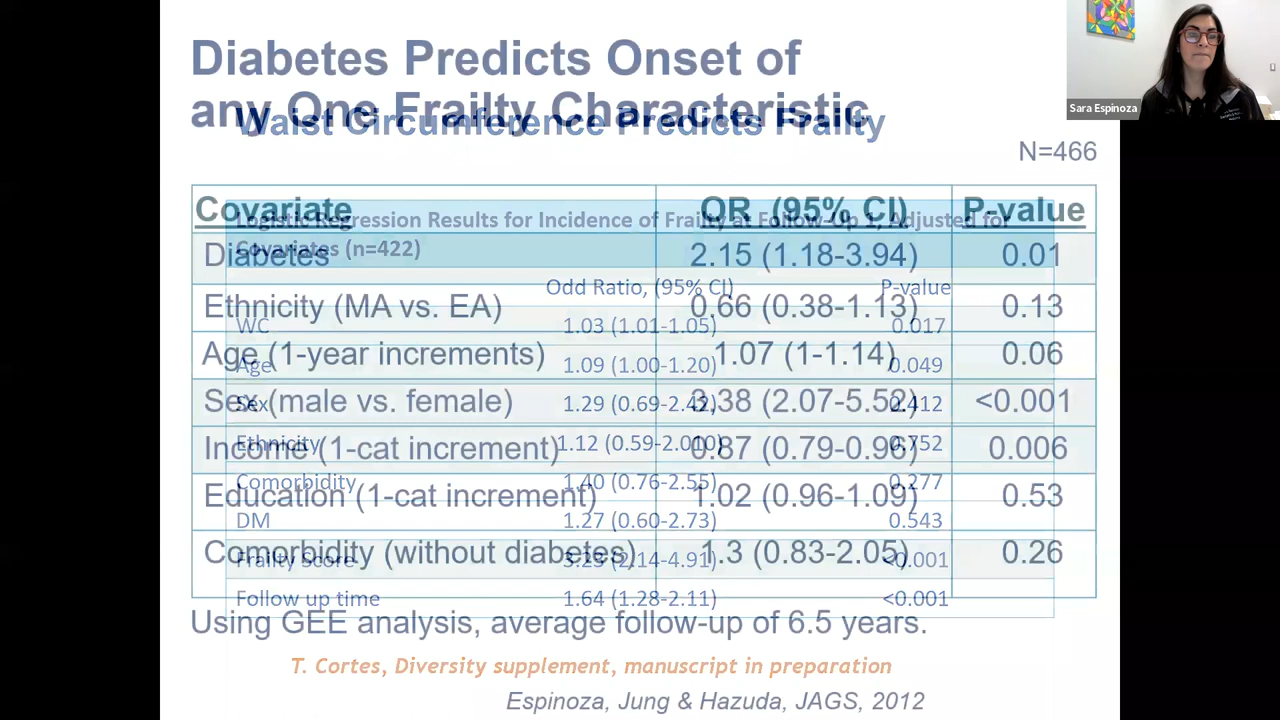 Diabetes Predicts Onset of
any One Frailty Characteristic
N=466
Covariate OR (95% CI) P-value
Diabetes 2.15 (1.18-3.94) 0.01
Ethnicity (MA vs. EA) 0.66 (0.38-1.13) 0.13
Age (1-year increments) 1.07 (1-1.14) 0.06
Sex (male vs. female) 3.38 (2.07-5.52) <0.001
Income (1-cat increment) 0.87 (0.79-0.96) 0.006
Education (1-cat increment) 1.02 (0.96-1.09) 0.53
Comorbidity (without diabetes) 1.3 (0.83-2.05) 0.26
Using GEE analysis, average follow-up of 6.5 years.
Espinoza, Jung & Hazuda, JAGS, 2012
Waist Circumference Predicts Frailty
Logistic Regression Results for Incidence of Frailty at Follow-Up 1, Adjusted for
Covariates (n=422)
Odd Ratio, (95% CI) P-value
WC 1.03 (1.01-1.05) 0.017
Age 1.09 (1.00-1.20) 0.049
Sex 1.29 (0.69-2.42) 0.412
Ethnicity 1.12 (0.59-2.010) 0.752
Comorbidity 1.40 (0.76-2.55) 0.277
DM 1.27 (0.60-2.73) 0.543
Frailty Score (2.14-4.91) <0.001
Follow up time 1.64 (1.28-2.11) <0.001
T. Cortes, Diversity supplement, manuscript in preparation
Sara Espinoza